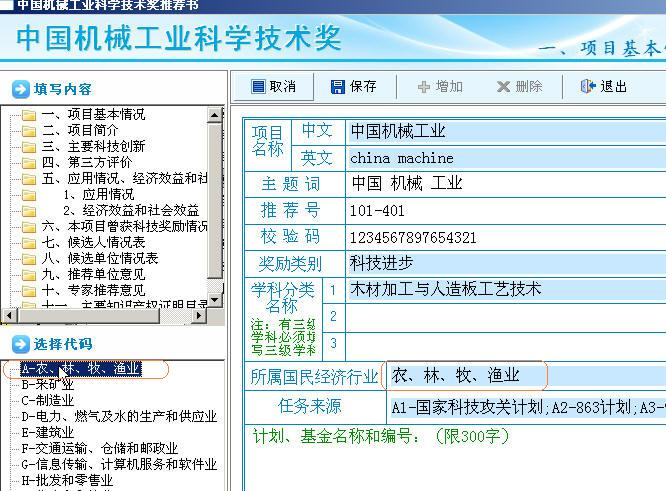 中国机械工业科学技术奖推荐书
中国机械工业科学技术奖
一、项目基本
填写内容
一、项目基本情况
二、项目简介
三、主要科技创新
四、第三方评价
五、应用情况、经济效益和社
1、应用情况
2、经济效益和社会效益
六、本项目曾获科技奖励情况
七、候选人情况表
八、候选单位情况表
九、推荐单位意见
十、专家推荐意见
十一、主要知识产权证明目录
选择代码
A-农、林、牧、渔业
B-采矿业
C-制造业
D-电力、燃气及水的生产和供应业
E-建筑业
F-交通运输、仓储和邮政业
G-信息传输、计算机服务和软件业
H-批发和零售业
取消 保存 增加 删除 退出
项目名称 中文 中国机械工业
英文 china machine
主题词 中国 机械 工业
推荐号 101-401
校验码 1234567897654321
奖励类别 科技进步
学科分类名称 1 木材加工与人造板工艺技术
2
3
注：有三级
学科必须填
写三级学科
所属国民经济行业 农、林、牧、渔业
任务来源 A1-国家科技攻关计划;A2-863计划;A3-
计划、基金名称和编号：（限300字）